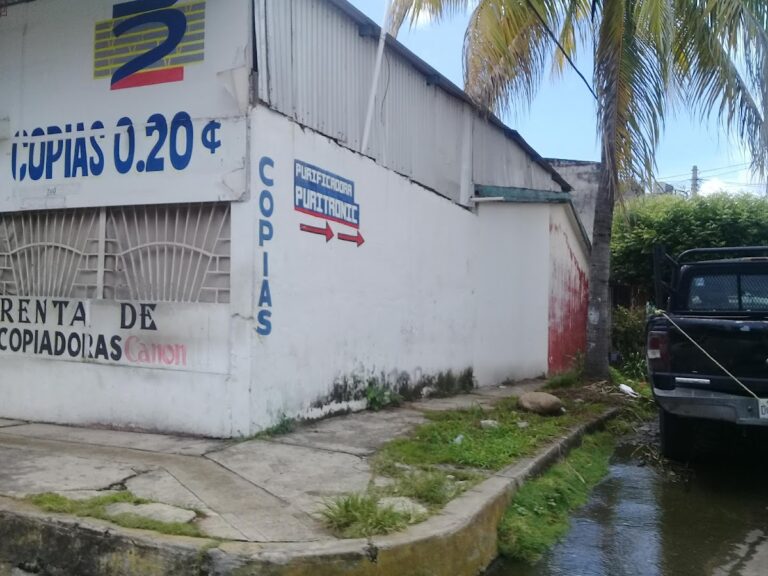 COPIAS 0.20 ¢
RENTA DE
COPIADORAS Canon
COPIAS
PURIFICADORA
PURITRONIC